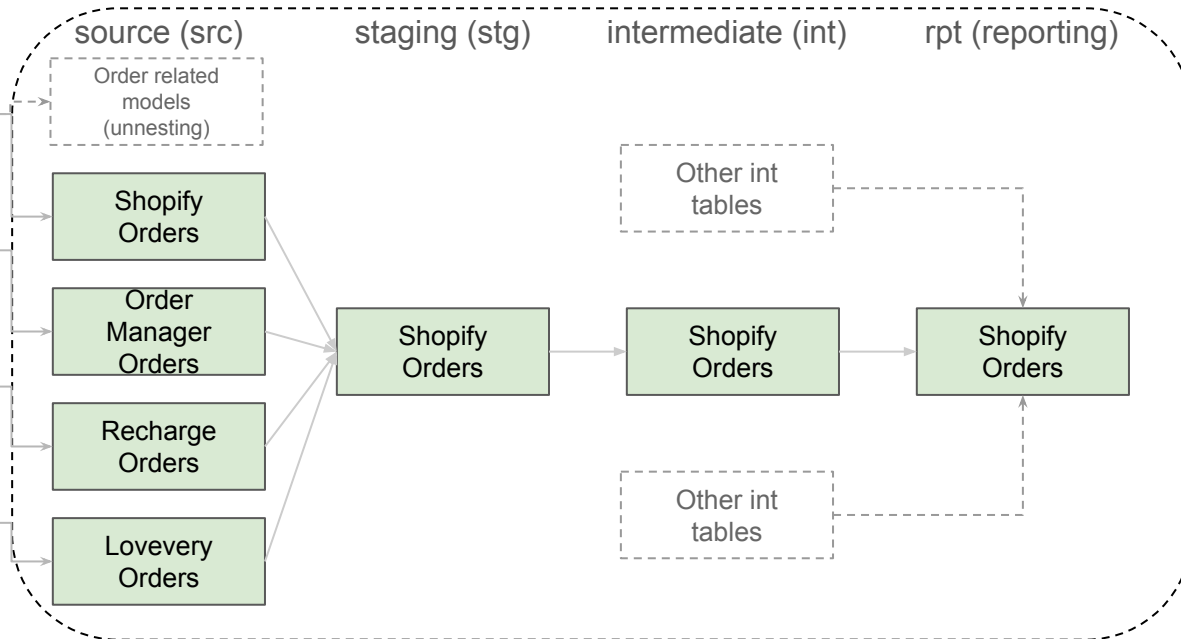 source (src)
staging (stg)
intermediate (int)
rpt (reporting)
Order related
models
(unnesting)
Shopify
Orders
Order
Manager
Orders
Recharge
Orders
Lovevery
Orders
Shopify
Orders
Other int
tables
Shopify
Orders
Other int
tables
Shopify
Orders